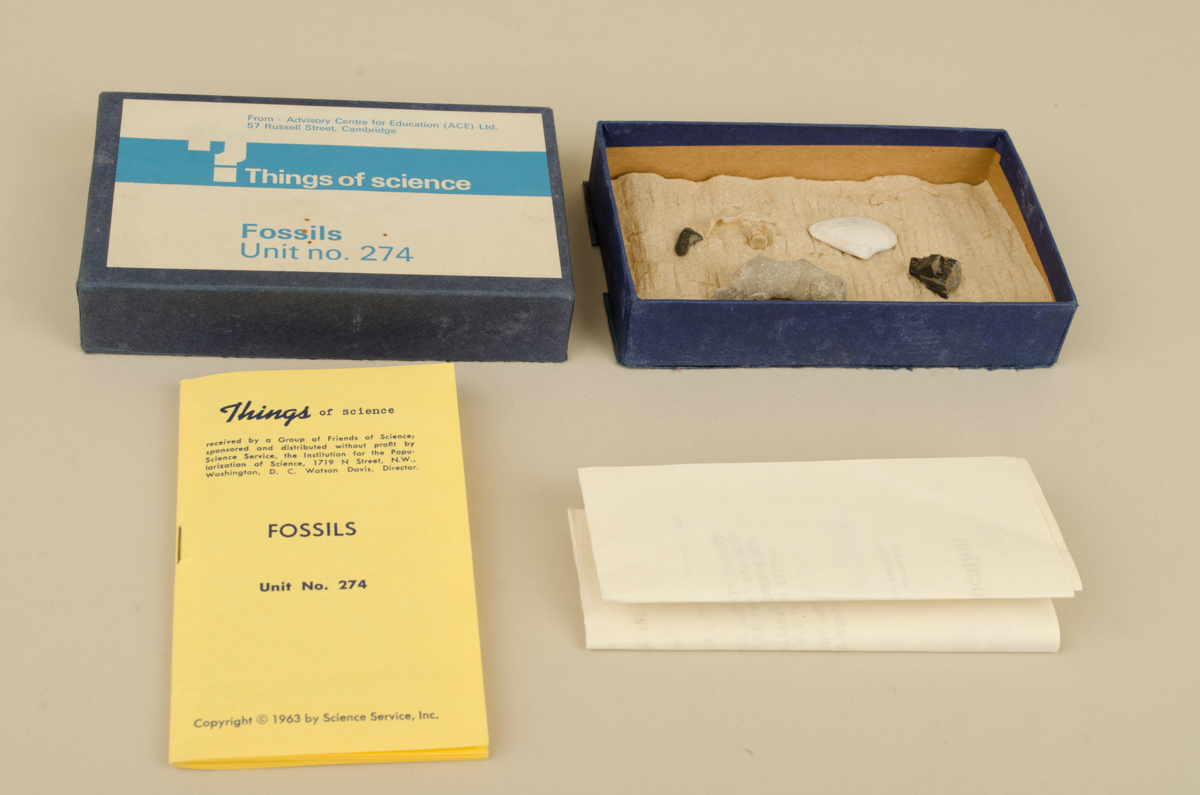 From - Advisory Centre for Education (ACE) Ltd.
57 Russell Street, Cambridge
? Things of science
Fossils
Unit no. 274
Things of science
received by a Group of Friends of Science;
sponsored and distributed without profit by
Science Service, the Institution for the Popu-
larization of Science, 1719 N Street, N.W.,
Washington, D. C. Watson Davis, Director.
FOSSILS
Unit No. 274
Copyright © 1963 by Science Service, Inc.